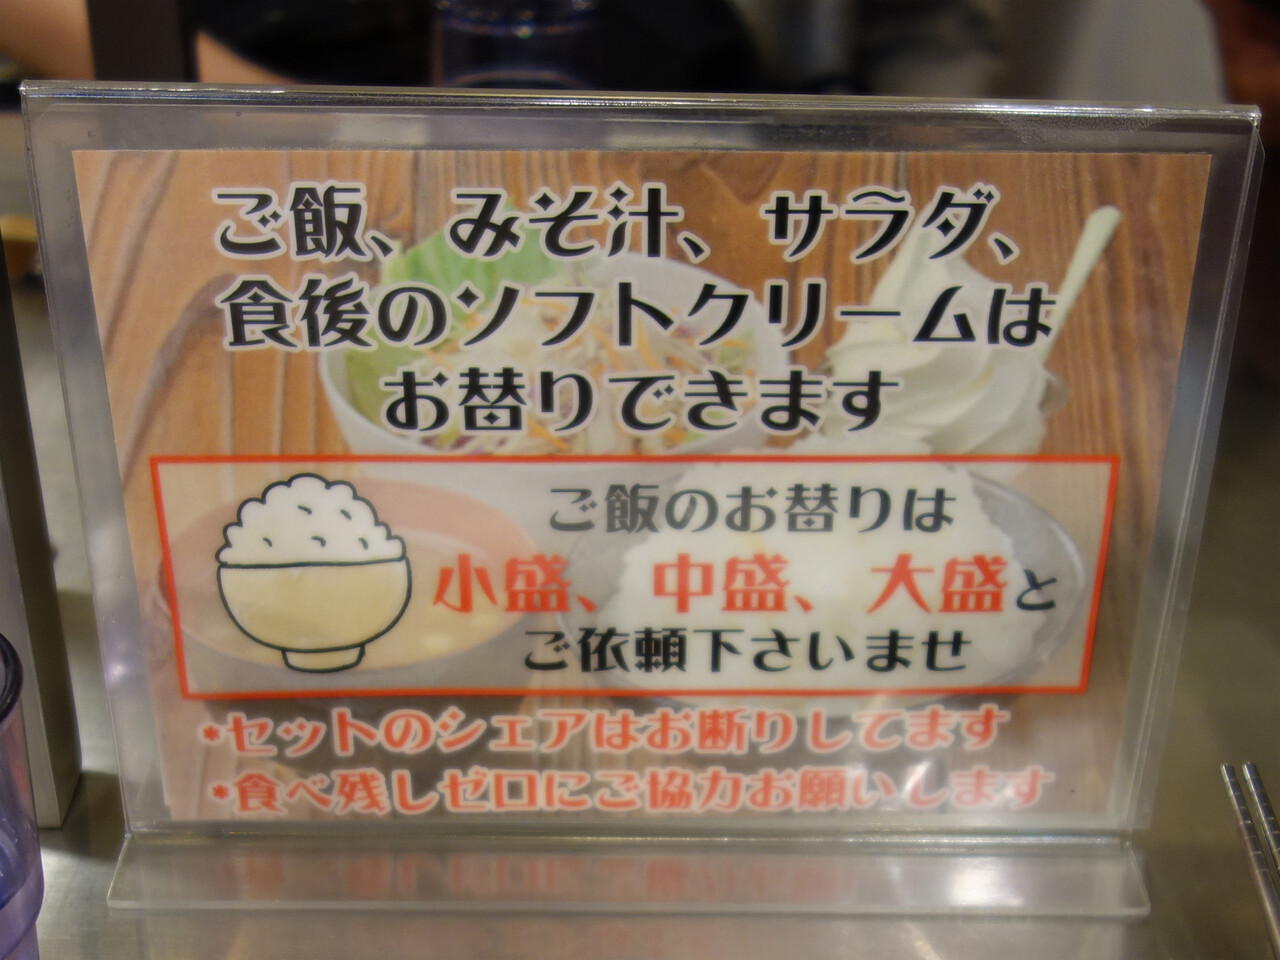 ご飯、みそ汁、サラダ、
食後のソフトクリームは
お替りできます
ご飯のお替りは
小盛、中盛、大盛と
ご依頼下さいませ
*セットのシェアはお断りしてます
*食べ残しゼロにご協力お願いします